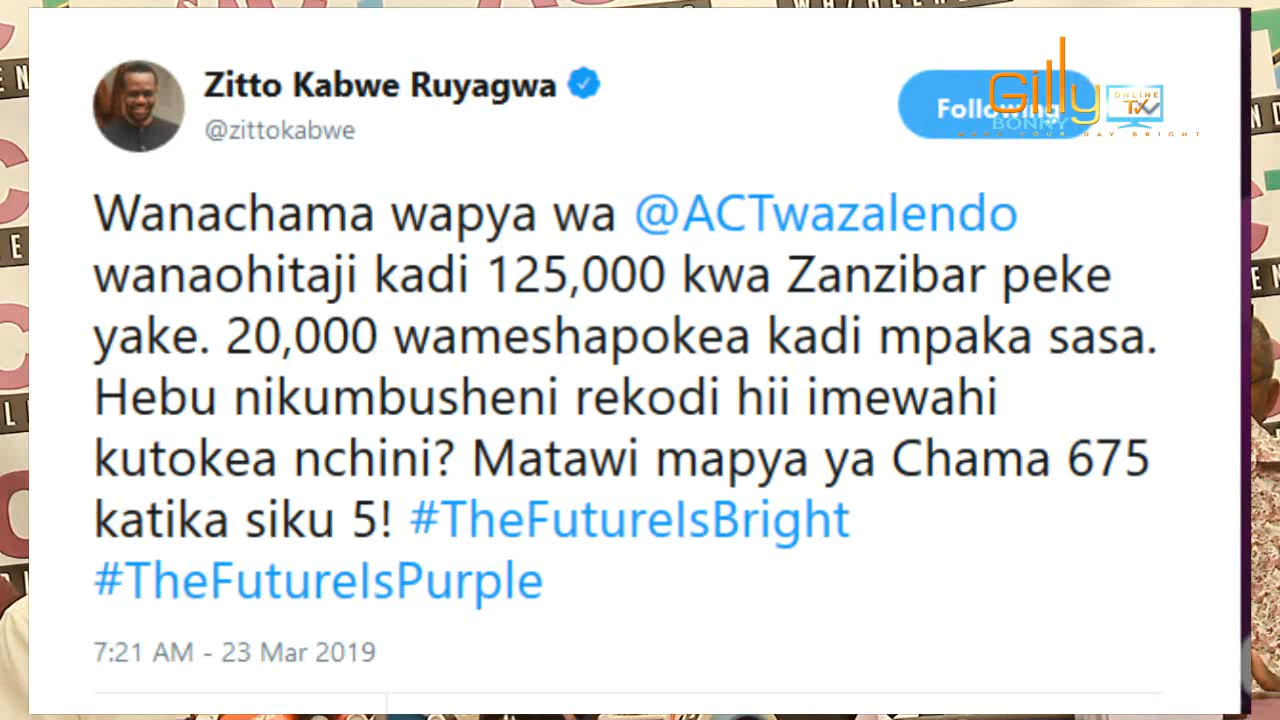 Zitto Kabwe Ruyagwa
@zittokabwe
Following
Gilly
BONNY
ONLINE
TV
Wanachama wapya wa @ACTwazalendo
wanaohitaji kadi 125,000 kwa Zanzibar peke
yake. 20,000 wameshapokea kadi mpaka sasa.
Hebu nikumbusheni rekodi hii imewahi
kutokea nchini? Matawi mapya ya Chama 675
katika siku 5! #TheFutureIsBright
#TheFutureIsPurple
7:21 AM - 23 Mar 2019